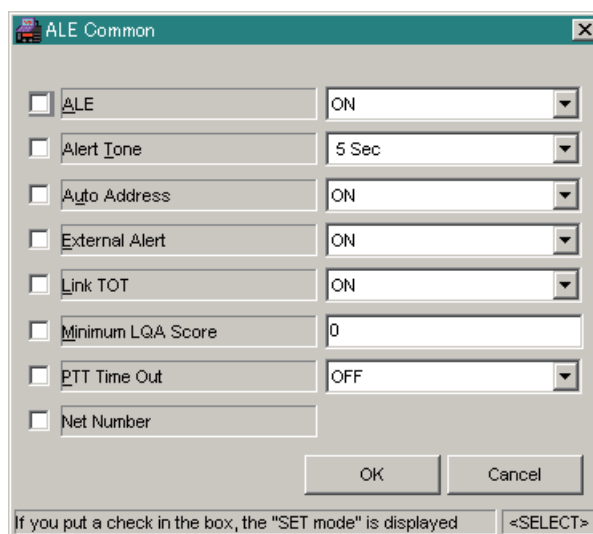 ALE Common
ALE ON
Alert Tone 5 Sec
Auto Address ON
External Alert ON
Link TOT ON
Minimum LQA Score 0
PTT Time Out OFF
Net Number
OK Cancel
If you put a check in the box, the "SET mode" is displayed <SELECT>